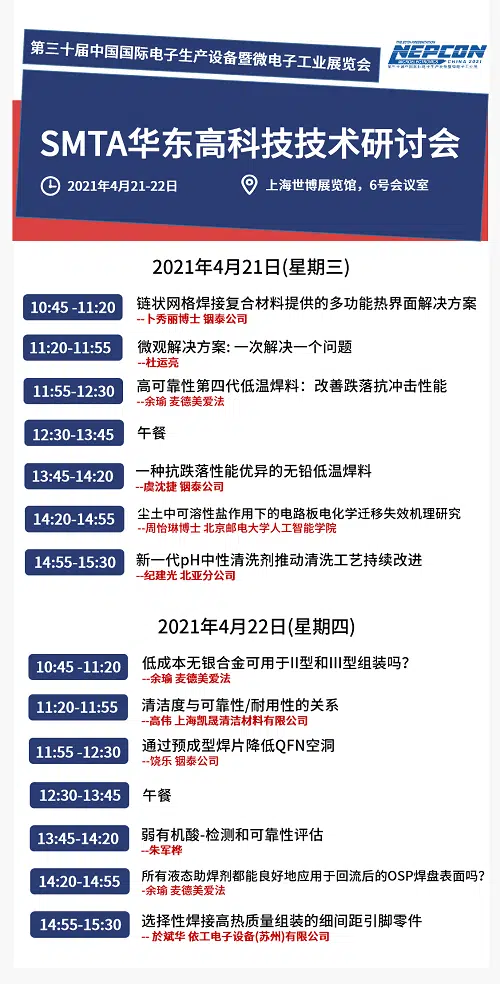 第三十届中国国际电子生产设备暨微电子工业展览会
NEPCON
CHINA 2021
SMTA华东高科技技术研讨会
2021年4月21-22日
上海世博展览馆，6号会议室
2021年4月21日(星期三)
10:45 -11:20 链状网格焊接复合材料提供的多功能热界面解决方案
--卜秀丽博士 铟泰公司
11:20-11:55 微观解决方案: 一次解决一个问题
--杜运亮
11:55-12:30 高可靠性第四代低温焊料：改善跌落抗冲击性能
--余瑜 麦德美爱法
12:30-13:45 午餐
13:45-14:20 一种抗跌落性能优异的无铅低温焊料
--虞沈捷 铟泰公司
14:20-14:55 尘土中可溶性盐作用下的电路板电化学迁移失效机理研究
--周怡琳博士 北京邮电大学人工智能学院
14:55-15:30 新一代pH中性清洗剂推动清洗工艺持续改进
--纪建光 北亚分公司
2021年4月22日(星期四)
10:45 -11:20 低成本无银合金可用于II型和III型组装吗?
--余瑜 麦德美爱法
11:20-11:55 清洁度与可靠性/耐用性的关系
--高伟 上海凯晟清洁材料有限公司
11:55 -12:30 通过预成型焊片降低QFN空洞
--饶乐 铟泰公司
12:30-13:45 午餐
13:45-14:20 弱有机酸-检测和可靠性评估
--朱军桦
14:20-14:55 所有液态助焊剂都能良好地应用于回流后的OSP焊盘表面吗?
-余瑜 麦德美爱法
14:55-15:30 选择性焊接高热质量组装的细间距引脚零件
-- 於斌华 依工电子设备(苏州)有限公司